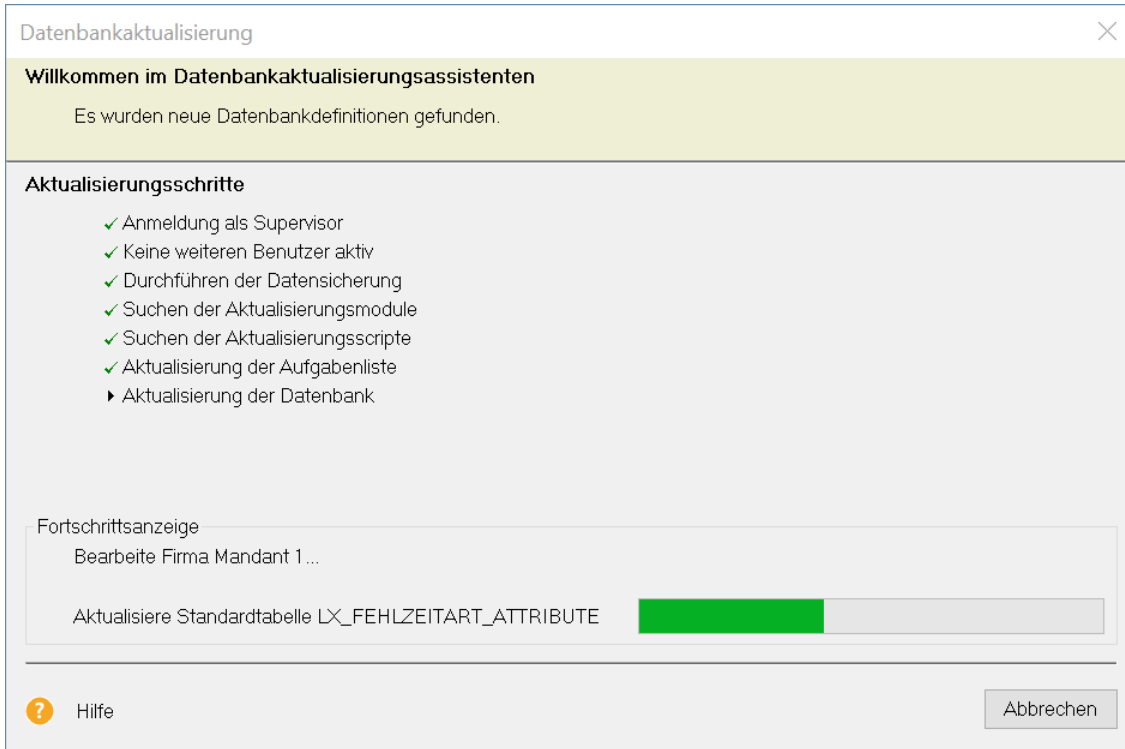 Datenbankaktualisierung
Willkommen im Datenbankaktualisierungsassistenten
Es wurden neue Datenbankdefinitionen gefunden.
Aktualisierungsschritte
Anmeldung als Supervisor
Keine weiteren Benutzer aktiv
Durchführen der Datensicherung
Suchen der Aktualisierungsmodule
Suchen der Aktualisierungsscripte
Aktualisierung der Aufgabenliste
Aktualisierung der Datenbank
Fortschrittsanzeige
Bearbeite Firma Mandant 1...
Aktualisiere Standardtabelle LX_FEHLZEITART_ATTRIBUTE
? Hilfe
Abbrechen